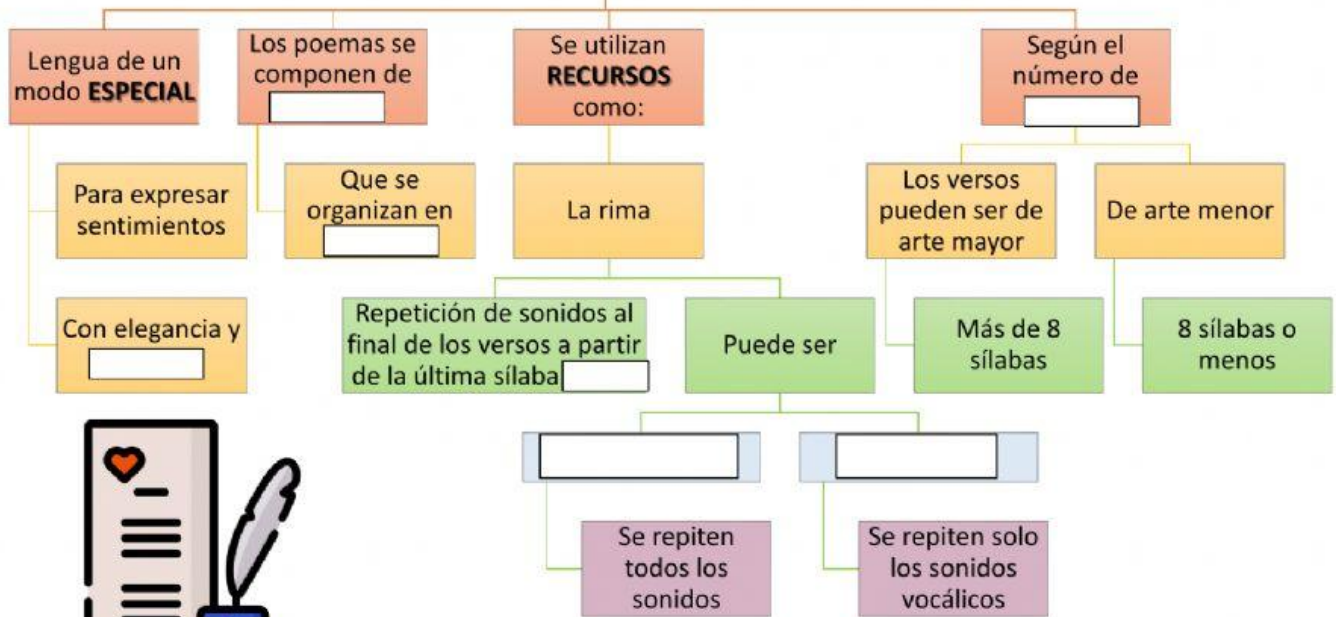 Lengua de un
modo ESPECIAL
Los poemas se
componen de
Se utilizan
RECURSOS
como:
Según el
número de
Para expresar
sentimientos
Que se
organizan en
La rima
Los versos
pueden ser de
arte mayor
De arte menor
Con elegancia y
Repetición de sonidos al
final de los versos a partir
de la última sílaba
Puede ser
Más de 8
sílabas
8 sílabas o
menos
Se repiten
todos los
sonidos
Se repiten solo
los sonidos
vocálicos